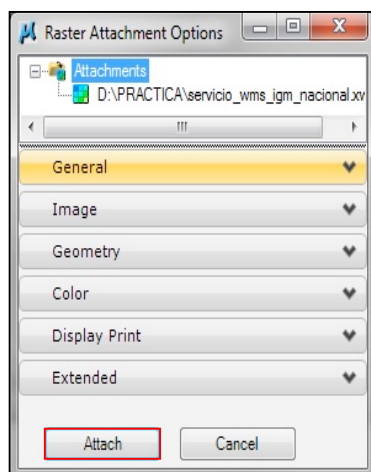 Raster Attachment Options
Attachments
D:\PRACTICA\servicio_wms_igm_nacional.xw
General
Image
Geometry
Color
Display Print
Extended
Attach Cancel